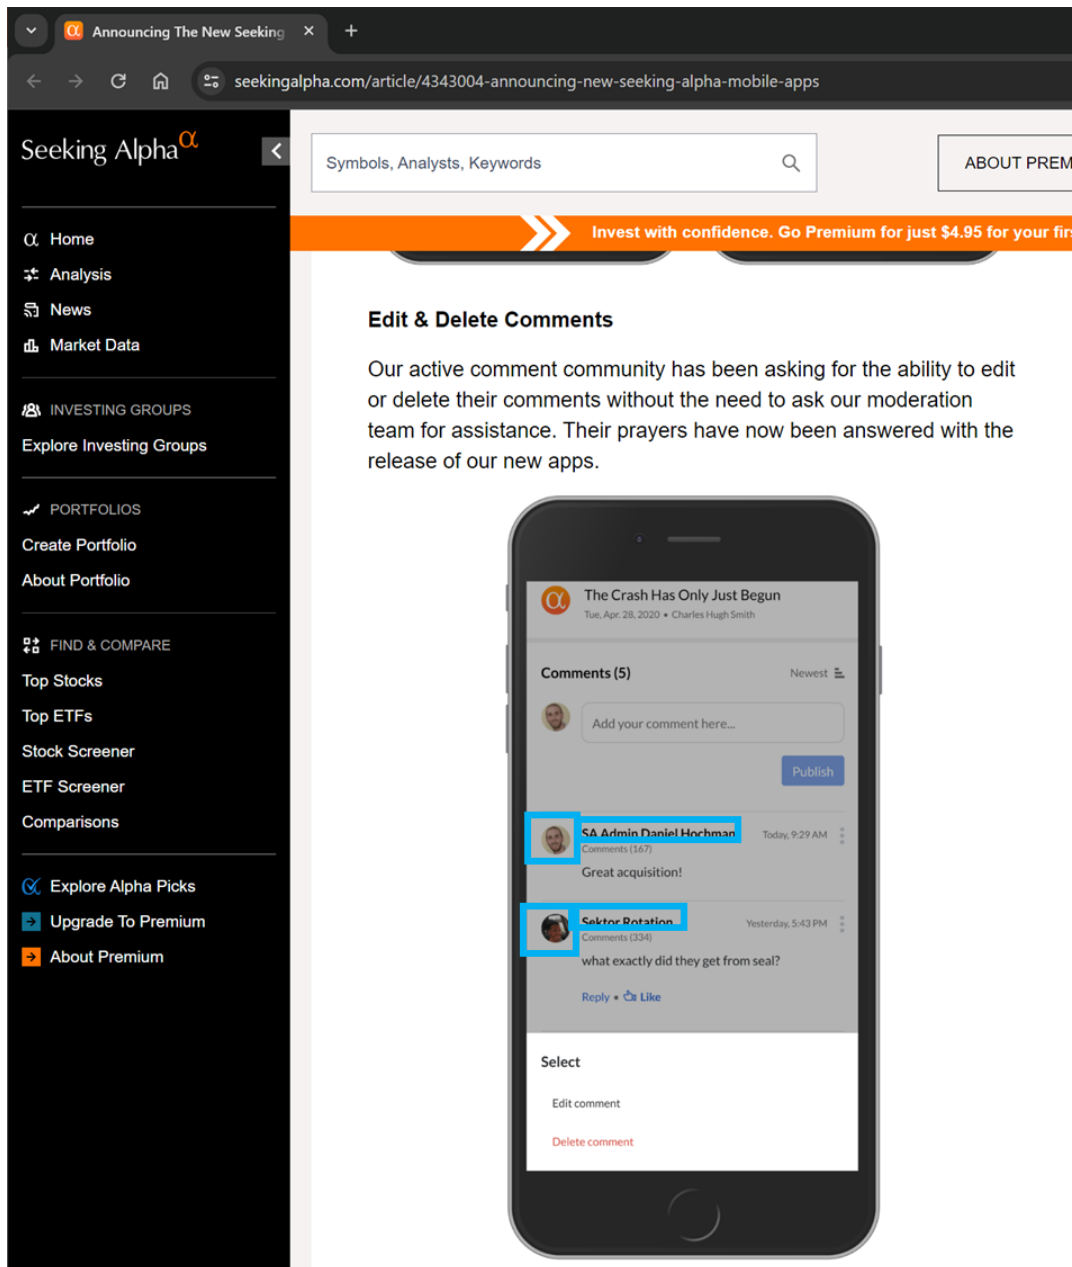 Announcing The New Seeking
seekingalpha.com/article/4343004-announcing-new-seeking-alpha-mobile-apps
Seeking Alpha α
Symbols, Analysts, Keywords
ABOUT PREM
Invest with confidence. Go Premium for just $4.95 for your firs
Home
Analysis
News
Market Data
INVESTING GROUPS
Explore Investing Groups
PORTFOLIOS
Create Portfolio
About Portfolio
FIND & COMPARE
Top Stocks
Top ETFs
Stock Screener
ETF Screener
Comparisons
Explore Alpha Picks
Upgrade To Premium
About Premium
Edit & Delete Comments
Our active comment community has been asking for the ability to edit
or delete their comments without the need to ask our moderation
team for assistance. Their prayers have now been answered with the
release of our new apps.
The Crash Has Only Just Begun
Tue, Apr. 28, 2020 • Charles Hugh Smith
Comments (5)
Newest
Add your comment here...
Publish
SA Admin Daniel Hochman
Today, 9:29 AM
Comments (167)
Great acquisition!
Sektor Rotation
Yesterday, 5:43 PM
Comments (334)
what exactly did they get from seal?
Reply • Like
Select
Edit comment
Delete comment